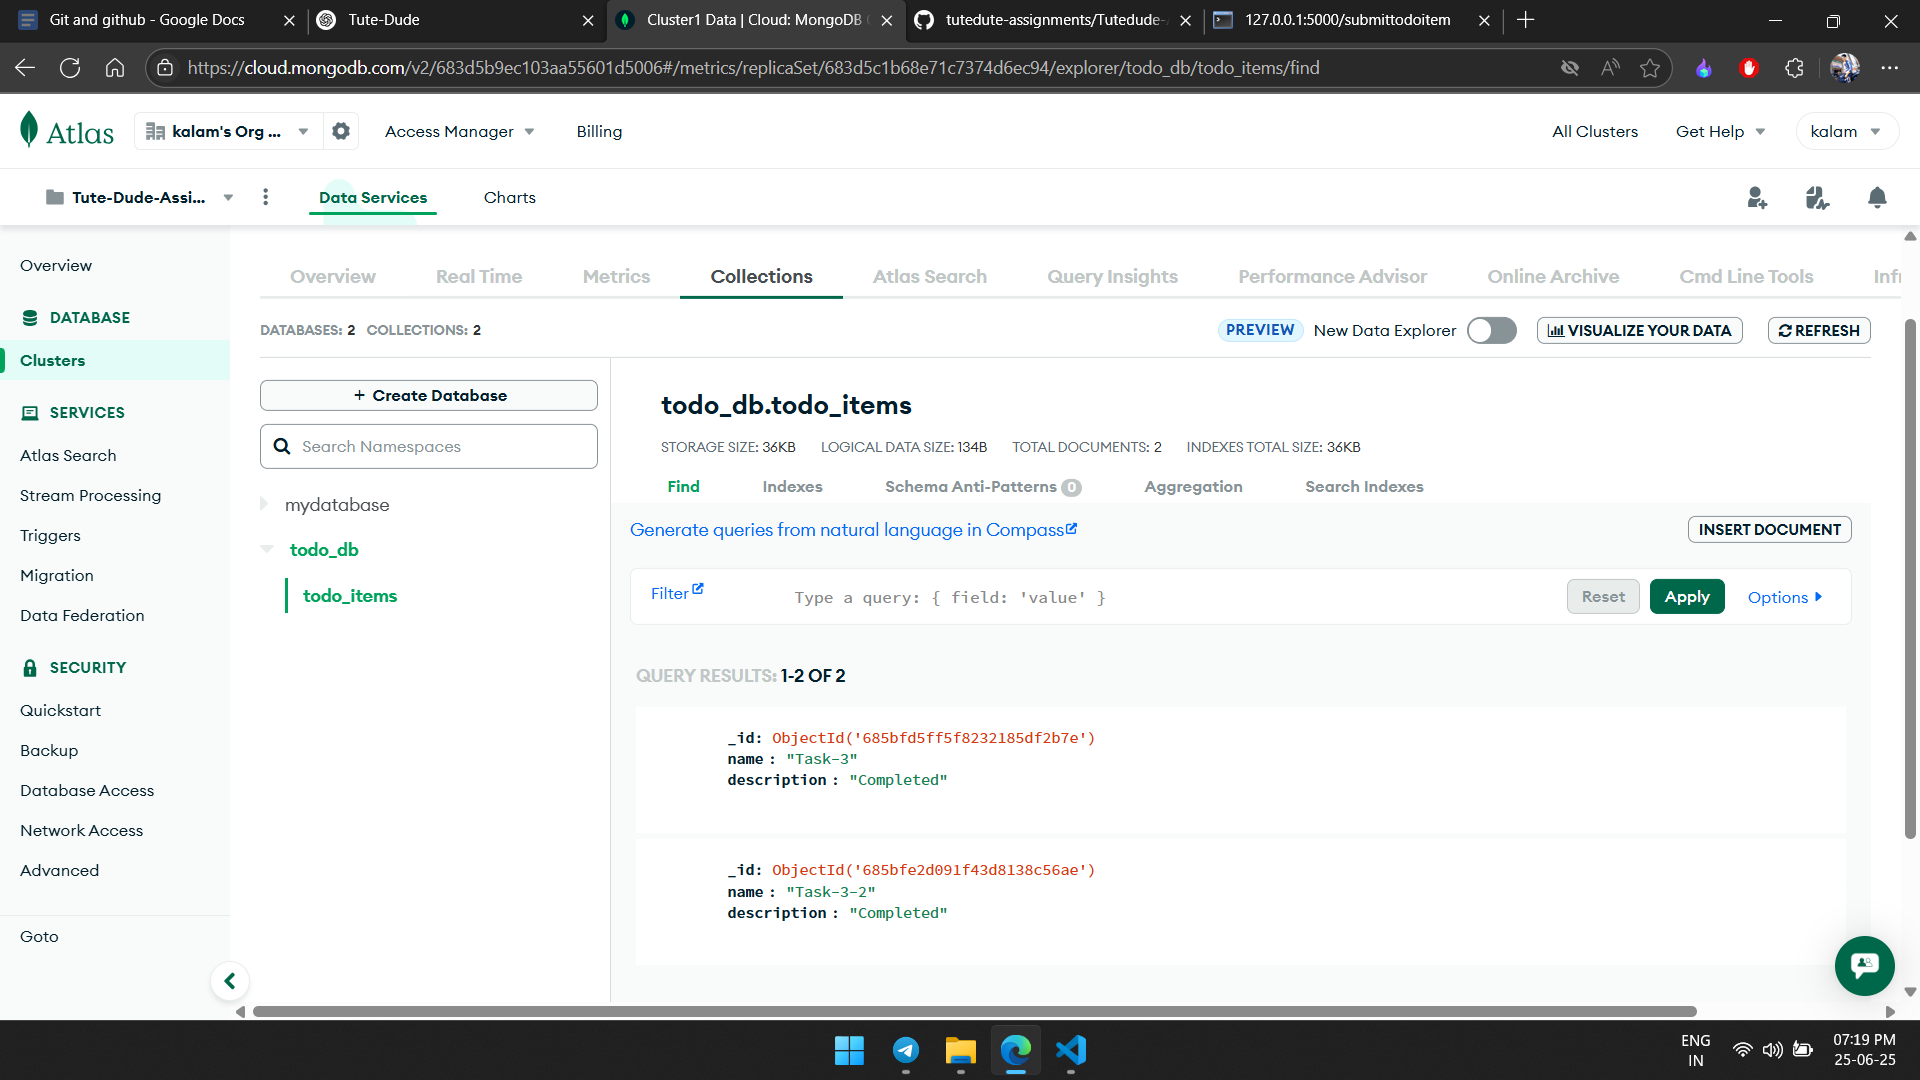 Git and github - Google Docs
Tute-Dude
Cluster1 Data | Cloud: MongoDB
tutedute-assignments/Tutedude-
127.0.0.1:5000/submittodoitem
https://cloud.mongodb.com/v2/683d5b9ec103aa55601d5006#/metrics/replicaSet/683d5c1b68e71c7374d6ec94/explorer/todo_db/todo_items/find
Atlas
kalam's Org ...
Access Manager
Billing
All Clusters
Get Help
kalam
Tute-Dude-Assi...
Data Services
Charts
Overview
DATABASE
Clusters
SERVICES
Atlas Search
Stream Processing
Triggers
Migration
Data Federation
SECURITY
Quickstart
Backup
Database Access
Network Access
Advanced
Goto
Overview
Real Time
Metrics
Collections
Atlas Search
Query Insights
Performance Advisor
Online Archive
Cmd Line Tools
DATABASES: 2 COLLECTIONS: 2
PREVIEW
New Data Explorer
VISUALIZE YOUR DATA
REFRESH
+ Create Database
Search Namespaces
mydatabase
todo_db
todo_items
todo_db.todo_items
STORAGE SIZE: 36KB LOGICAL DATA SIZE: 134B TOTAL DOCUMENTS: 2 INDEXES TOTAL SIZE: 36KB
Find
Indexes
Schema Anti-Patterns 0
Aggregation
Search Indexes
Generate queries from natural language in Compass
INSERT DOCUMENT
Filter
Type a query: { field: 'value' }
Reset
Apply
Options
QUERY RESULTS: 1-2 OF 2
_id: ObjectId('685bfd5ff5f8232185df2b7e')
name : "Task-3"
description : "Completed"
_id: ObjectId('685bfe2d091f43d8138c56ae')
name : "Task-3-2"
description : "Completed"
ENG
IN
07:19 PM
25-06-25